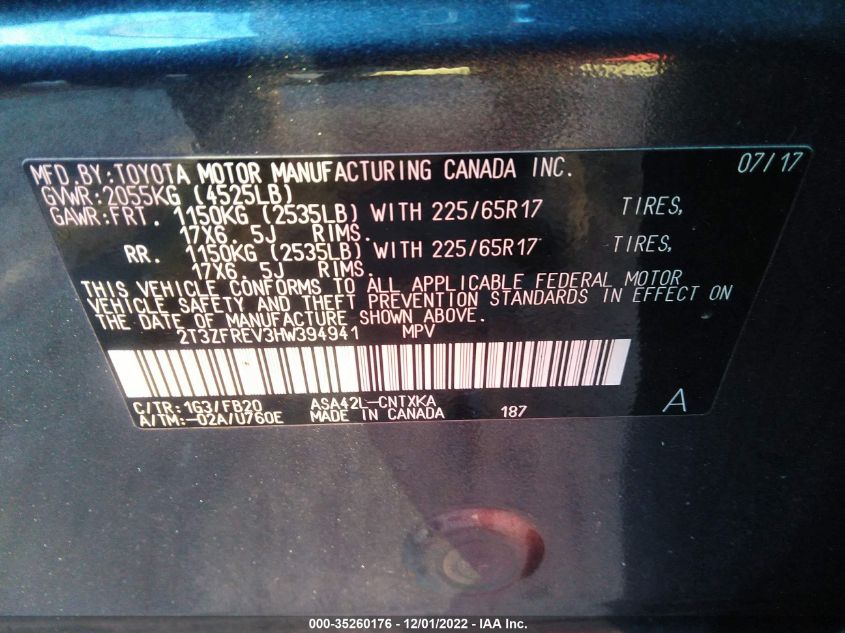 MFD. BY: TOYOTA MOTOR MANUFACTURING CANADA INC. 07/17
GVWR: 2055KG (4525LB)
GAWR: FRT. 1150KG (2535LB) WITH 225/65R17 TIRES,
17X6.5J RIMS.
RR. 1150KG (2535LB) WITH 225/65R17 TIRES,
17X6.5J RIMS.
THIS VEHICLE CONFORMS TO ALL APPLICABLE FEDERAL MOTOR
VEHICLE SAFETY AND THEFT PREVENTION STANDARDS IN EFFECT ON
THE DATE OF MANUFACTURE SHOWN ABOVE.
2T3ZFREV3HW394941 MPV
C/TR: 1G3/FB20 ASA42L-CNTXKA
A/TM: -02A/U760E MADE IN CANADA 187 A
000-35260176 - 12/01/2022 - IAA Inc.